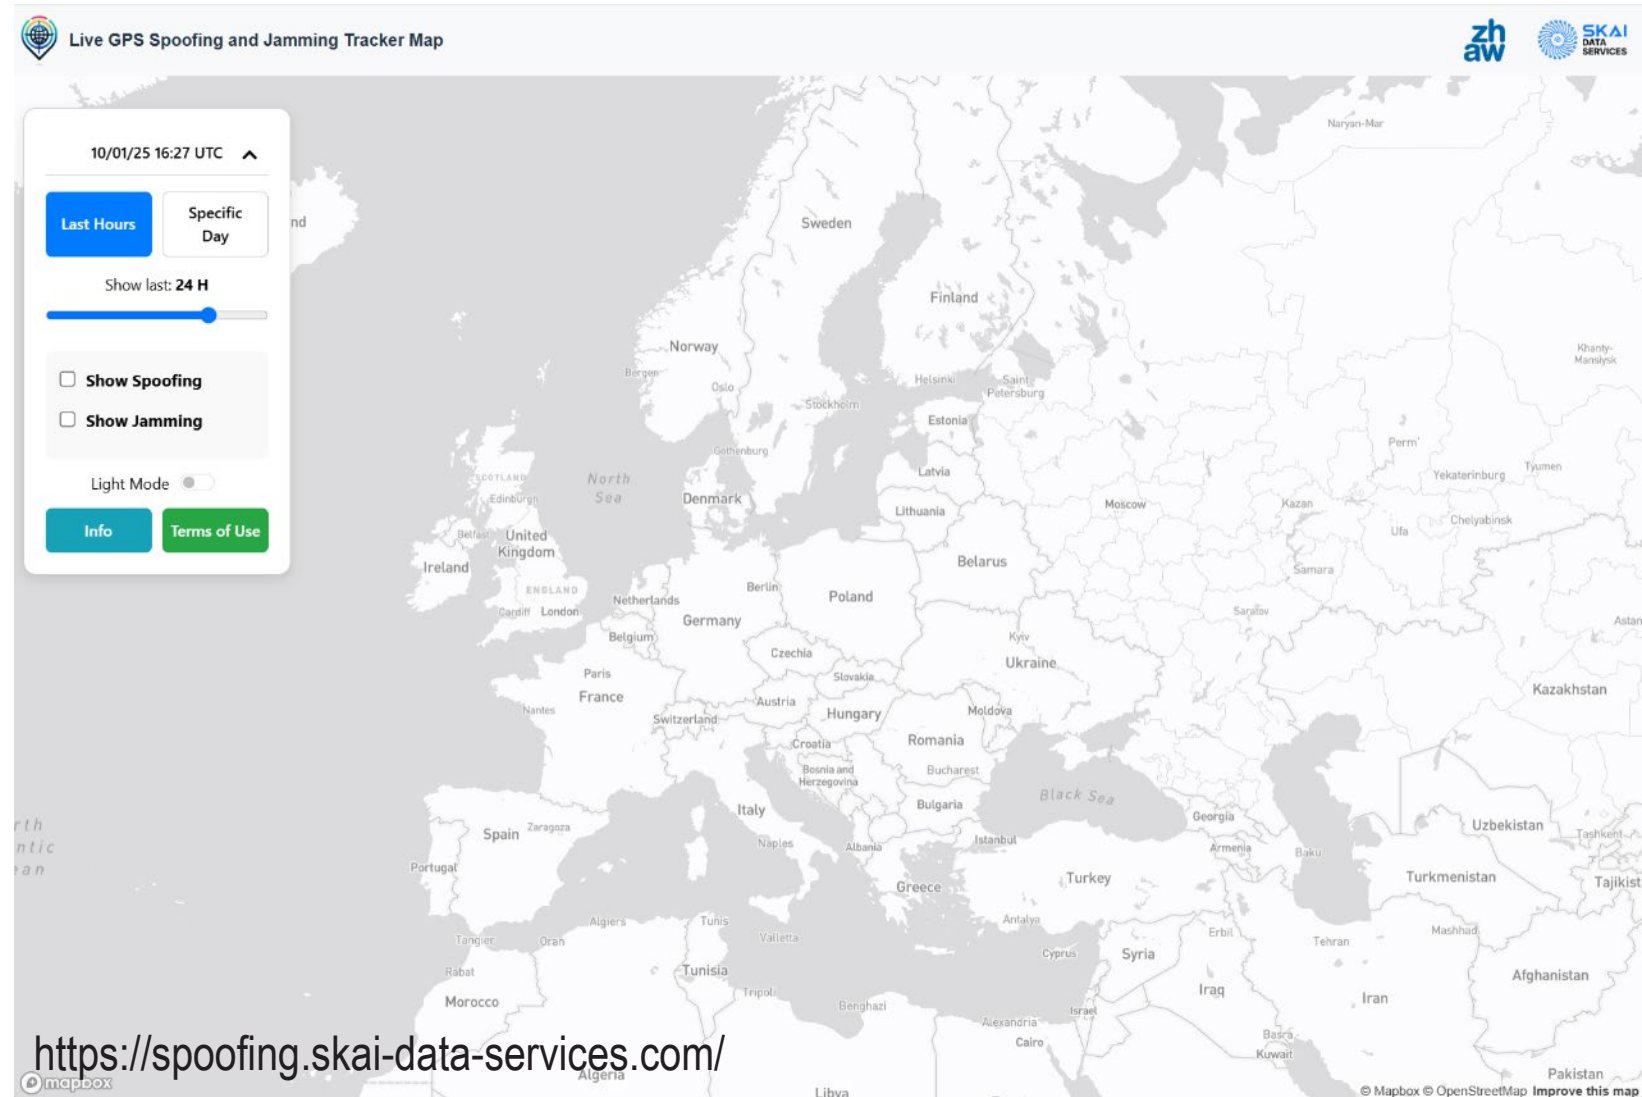 Live GPS Spoofing and Jamming Tracker Map
zh
aw
SKAI
DATA
SERVICES
10/01/25 16:27 UTC
Last Hours
Specific
Day
Show last: 24 H
Show Spoofing
Show Jamming
Light Mode
Info
Terms of Use
nd
Naryan-Mar
Sweden
Finland
Norway
Khanty-
Mansiysk
Bergen
Oslo
Helsinki
Saint
Petersburg
Stockholm
Estonia
Perm'
Gothenburg
Latvia
Yekaterinburg
Tyumen
SCOTLAND
North
Sea
Edinburgh
Denmark
Lithuania
Moscow
Kazan
Ufa
Chelyabinsk
Belfast
United
Kingdom
Ireland
Belarus
Samara
ENGLAND
Netherlands
Berlin
Poland
Cardiff
London
Germany
Saratov
Astan
Belgium
Kyiv
Ukraine
Czechia
Paris
France
Slovakia
Kazakhstan
Nantes
Switzerland
Austria
Hungary
Moldova
Croatia
Romania
Bosnia and
Herzegovina
Bucharest
Black Sea
Italy
Bulgaria
Georgia
rth
ntic
ean
Spain
Zaragoza
Naples
Albania
Istanbul
Armenia
Baku
Uzbekistan
Tashkent
Portugal
Greece
Turkey
Turkmenistan
Tajikist
Algiers
Tunis
Antalya
Tangier
Oran
Valletta
Cyprus
Syria
Erbil
Tehran
Mashhad
Rabat
Tunisia
Afghanistan
Morocco
Tripoli
Benghazi
Iraq
Iran
Israel
Alexandria
Cairo
Basra
Kuwait
https://spoofing.skai-data-services.com/
Algeria
Pakistan
mapbox
Libya
© Mapbox © OpenStreetMap Improve this map